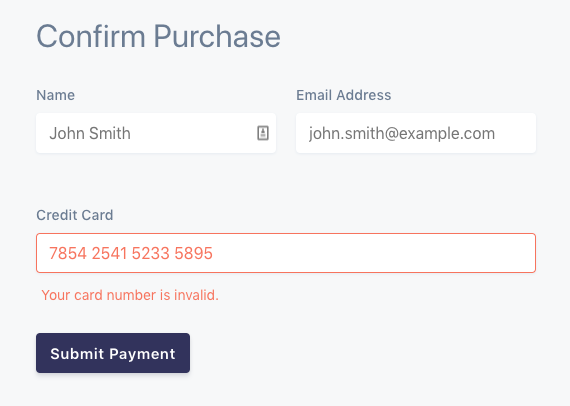 Confirm Purchase
Name
Email Address
John Smith
john.smith@example.com
Credit Card
7854 2541 5233 5895
Your card number is invalid.
Submit Payment